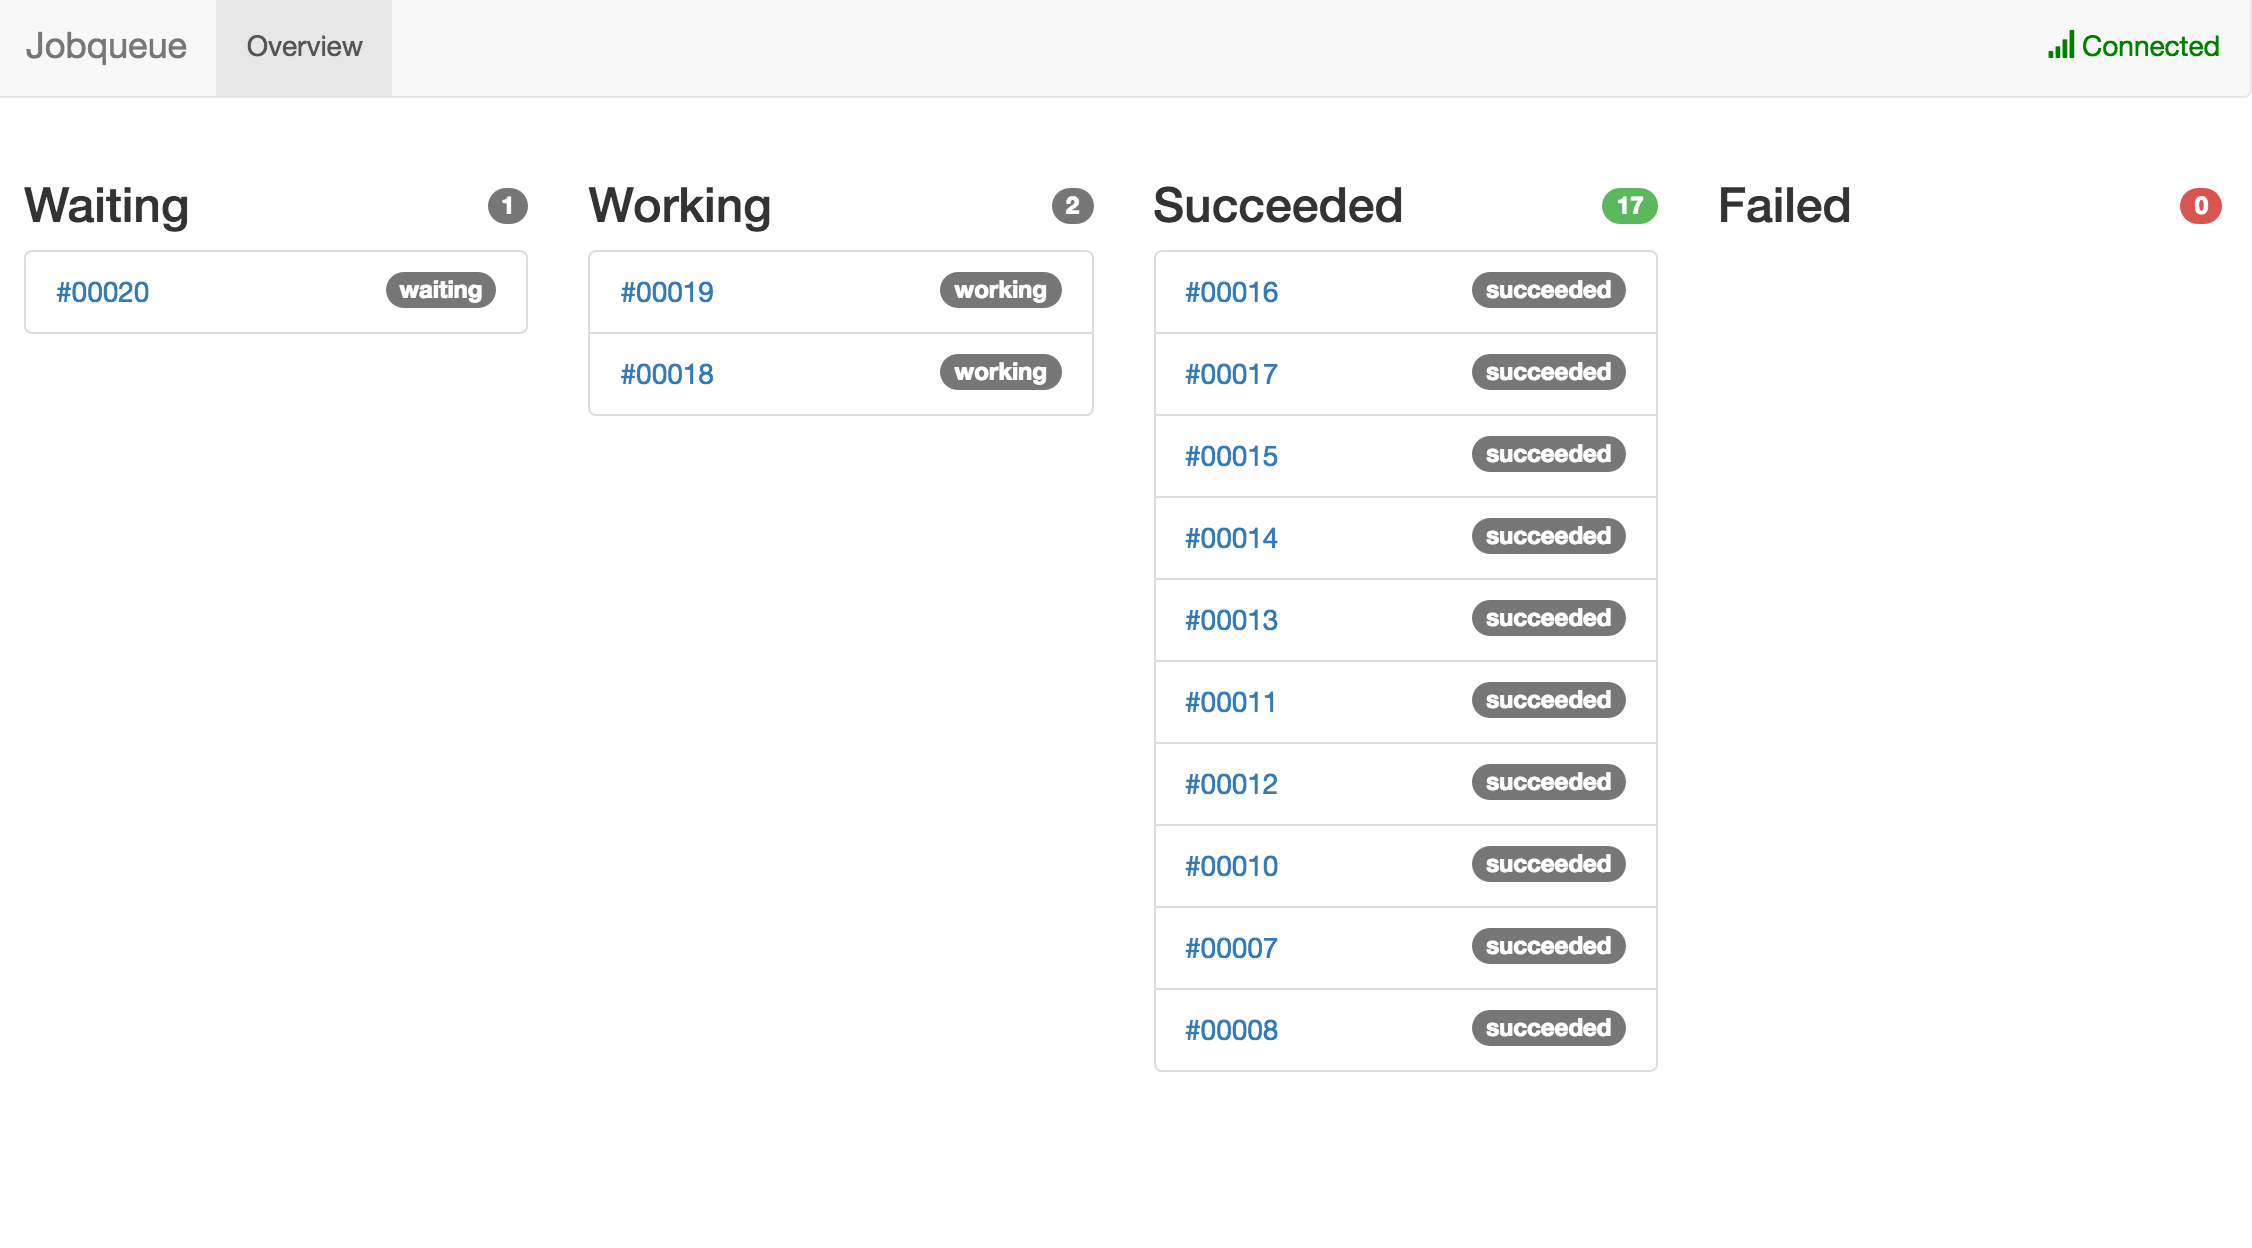 Jobqueue Overview Connected
Waiting 1
#00020 waiting
Working 2
#00019 working
#00018 working
Succeeded 17
#00016 succeeded
#00017 succeeded
#00015 succeeded
#00014 succeeded
#00013 succeeded
#00011 succeeded
#00012 succeeded
#00010 succeeded
#00007 succeeded
#00008 succeeded
Failed 0